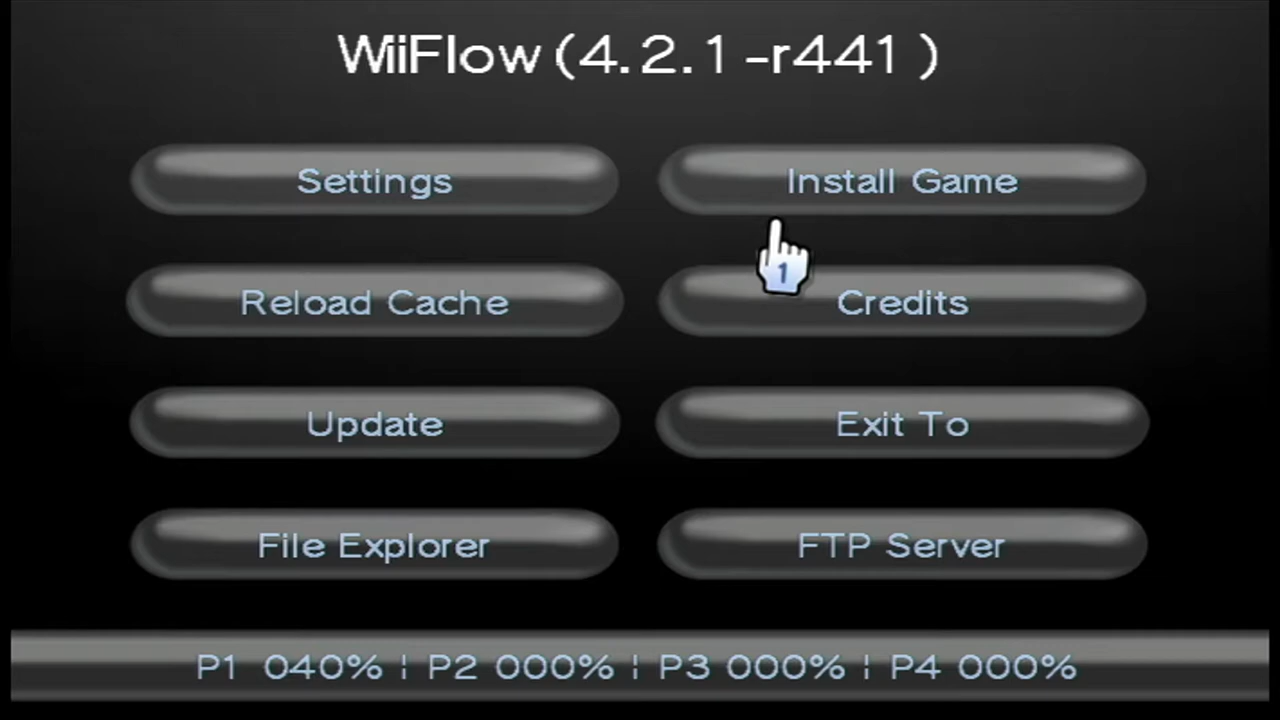 WiiFlow (4.2.1 -r441 )
Settings
Install Game
1
Reload Cache
Credits
Update
Exit To
File Explorer
FTP Server
P1 040% ¦ P2 000% ¦ P3 000% ¦ P4 000%